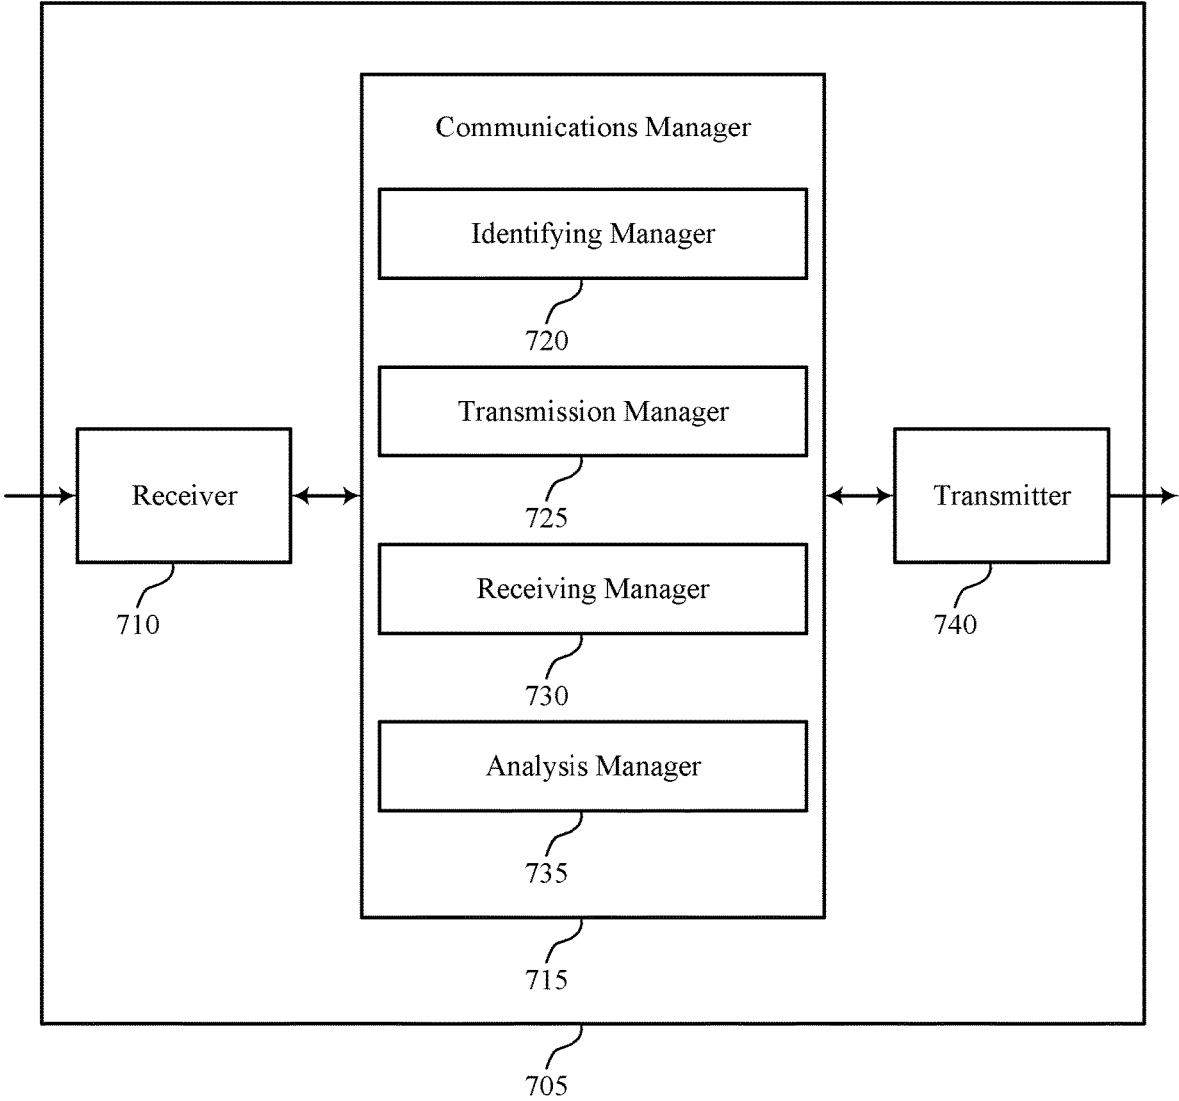 Communications Manager
Identifying Manager
720
Transmission Manager
725
Receiver
710
Transmitter
740
Receiving Manager
730
Analysis Manager
735
715
705